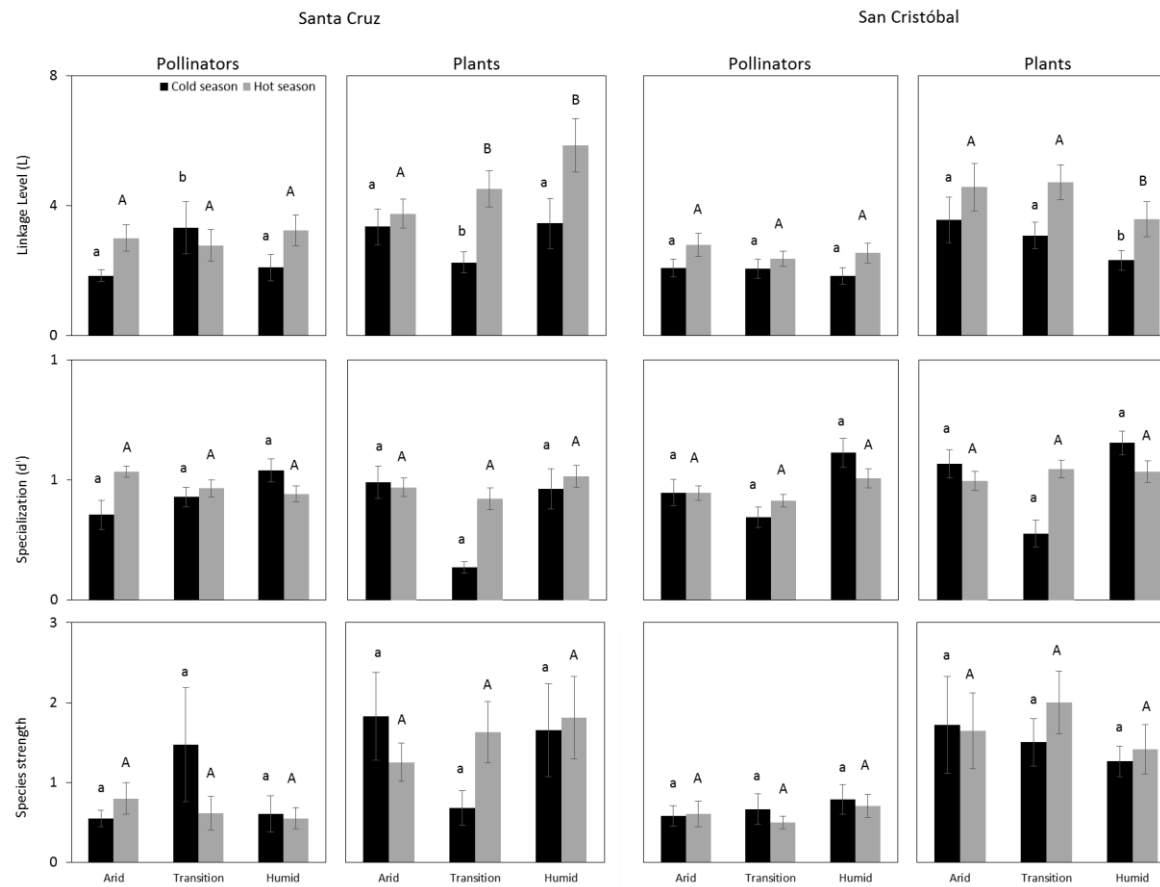 Santa Cruz
San Cristóbal
Pollinators
Plants
Pollinators
Plants
Cold season Hot season
Linkage Level (L)
8
4
0
a A b A a A
a A b B a B
a A a A a A
a A a A b B
Specialization (d')
1
1
0
a A a A a A
a A a A a A
a A a A a A
a A a A a A
Species strength
3
2
1
0
a A a A a A
a A a A a A
a A a A a A
a A a A a A
Arid Transition Humid
Arid Transition Humid
Arid Transition Humid
Arid Transition Humid